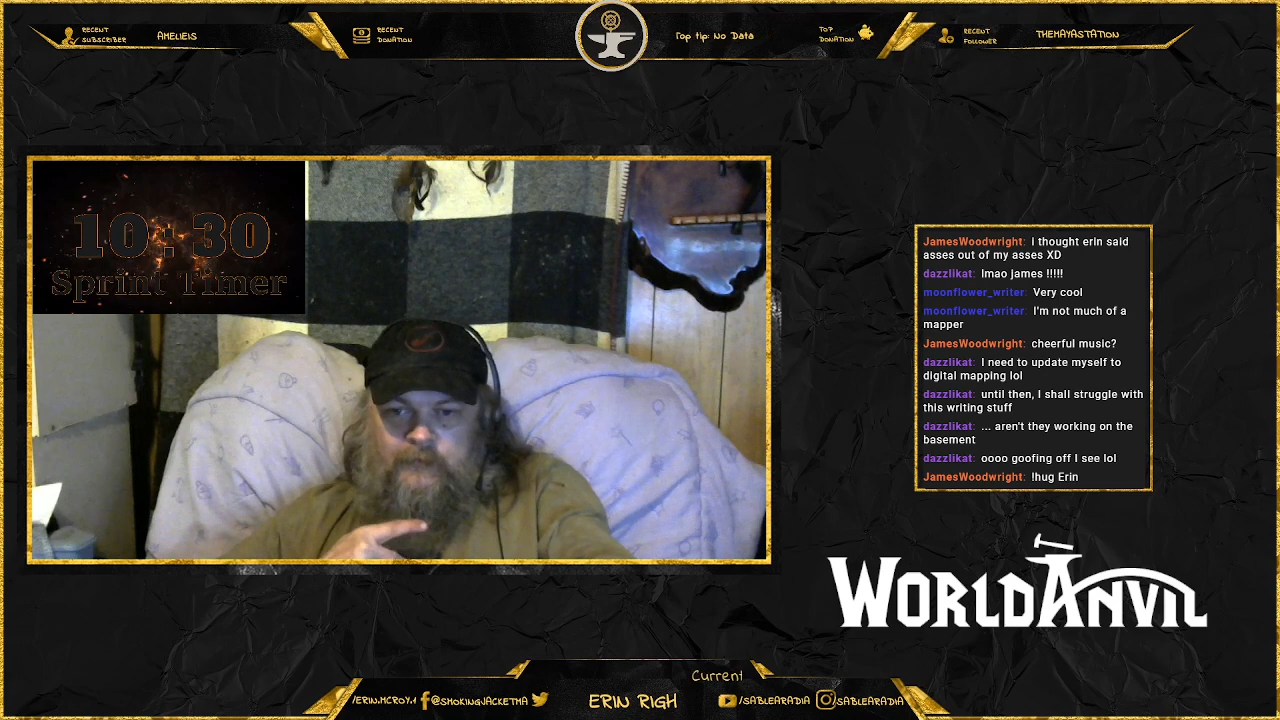 RECENT
SUBSCRIBER
AMELIEIS
RECENT
DONATION
Top tip: No Data
TOP
DONATION
RECENT
FOLLOWER
THEMAYASTATION
10:30
Sprint Timer
JamesWoodwright: i thought erin said
asses out of my asses XD
dazzlikat: lmao james !!!!!
moonflower_writer: Very cool
moonflower_writer: I'm not much of a
mapper
JamesWoodwright: cheerful music?
dazzlikat: I need to update myself to
digital mapping lol
dazzlikat: until then, I shall struggle with
this writing stuff
dazzlikat: ... aren't they working on the
basement
dazzlikat: oooo goofing off I see lol
JamesWoodwright: !hug Erin
WORLDANVIL
Current
/ERIN.MCROY.1
@SMOKINGJACKETMA
ERIN RIGH
/SABLEARADIA
/SABLEARADIA